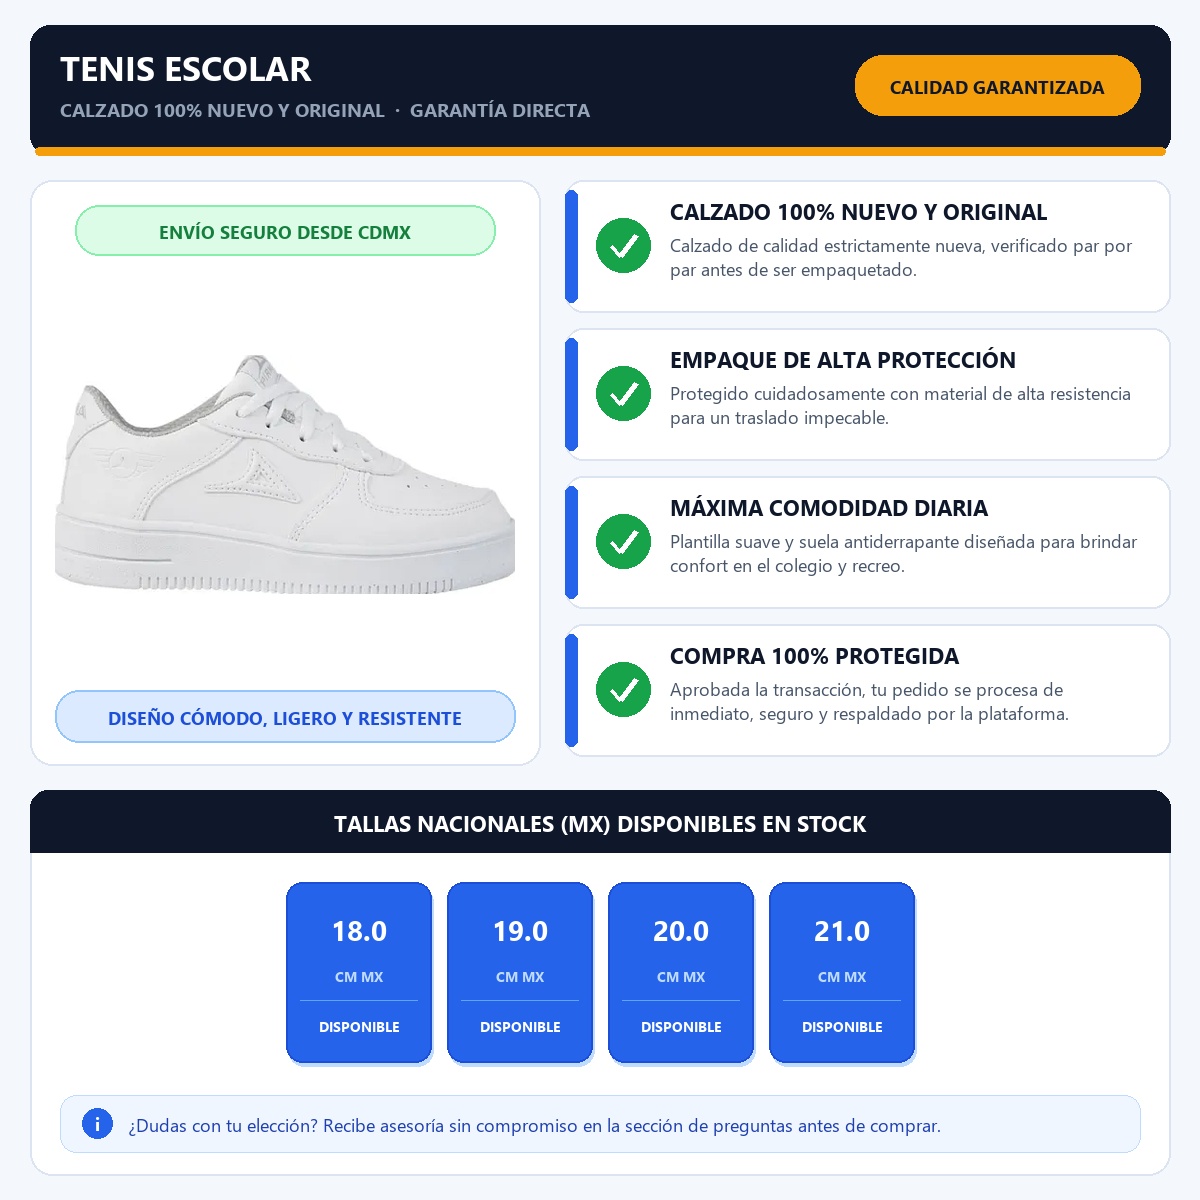 TENIS ESCOLAR
CALZADO 100% NUEVO Y ORIGINAL · GARANTÍA DIRECTA
CALIDAD GARANTIZADA
ENVÍO SEGURO DESDE CDMX
DISEÑO CÓMODO, LIGERO Y RESISTENTE
CALZADO 100% NUEVO Y ORIGINAL
Calzado de calidad estrictamente nueva, verificado par por
par antes de ser empaquetado.
EMPAQUE DE ALTA PROTECCIÓN
Protegido cuidadosamente con material de alta resistencia
para un traslado impecable.
MÁXIMA COMODIDAD DIARIA
Plantilla suave y suela antiderrapante diseñada para brindar
confort en el colegio y recreo.
COMPRA 100% PROTEGIDA
Aprobada la transacción, tu pedido se procesa de
inmediato, seguro y respaldado por la plataforma.
TALLAS NACIONALES (MX) DISPONIBLES EN STOCK
18.0
CM MX
DISPONIBLE
19.0
CM MX
DISPONIBLE
20.0
CM MX
DISPONIBLE
21.0
CM MX
DISPONIBLE
¿Dudas con tu elección? Recibe asesoría sin compromiso en la sección de preguntas antes de comprar.